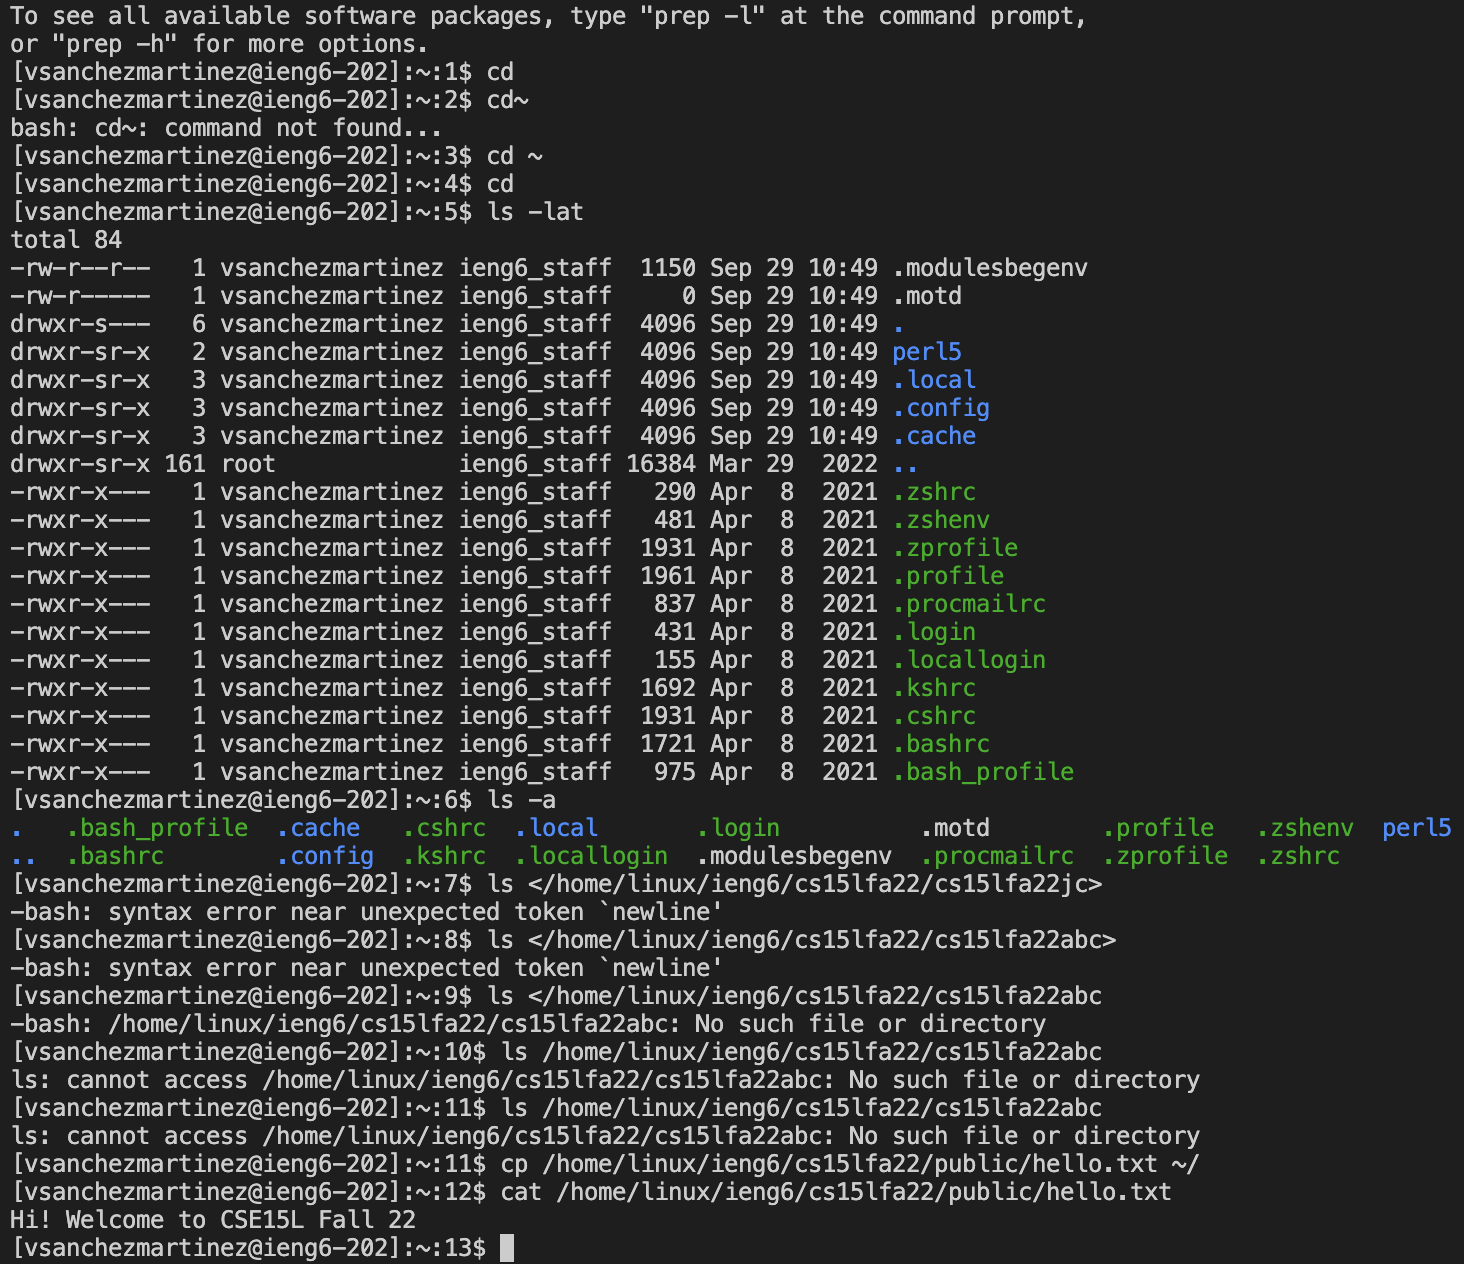 To see all available software packages, type "prep -l" at the command prompt,
or "prep -h" for more options.
[vsanchezmartinez@ieng6-202]:~:1$ cd
[vsanchezmartinez@ieng6-202]:~:2$ cd~
bash: cd~: command not found...
[vsanchezmartinez@ieng6-202]:~:3$ cd ~
[vsanchezmartinez@ieng6-202]:~:4$ cd
[vsanchezmartinez@ieng6-202]:~:5$ ls -lat
total 84
-rw-r--r--   1 vsanchezmartinez ieng6_staff  1150 Sep 29 10:49 .modulesbegenv
-rw-r-----   1 vsanchezmartinez ieng6_staff     0 Sep 29 10:49 .motd
drwxr-s---   6 vsanchezmartinez ieng6_staff  4096 Sep 29 10:49 .
drwxr-sr-x   2 vsanchezmartinez ieng6_staff  4096 Sep 29 10:49 perl5
drwxr-sr-x   3 vsanchezmartinez ieng6_staff  4096 Sep 29 10:49 .local
drwxr-sr-x   3 vsanchezmartinez ieng6_staff  4096 Sep 29 10:49 .config
drwxr-sr-x   3 vsanchezmartinez ieng6_staff  4096 Sep 29 10:49 .cache
drwxr-sr-x 161 root             ieng6_staff 16384 Mar 29  2022 ..
-rwxr-x---   1 vsanchezmartinez ieng6_staff   290 Apr  8  2021 .zshrc
-rwxr-x---   1 vsanchezmartinez ieng6_staff   481 Apr  8  2021 .zshenv
-rwxr-x---   1 vsanchezmartinez ieng6_staff  1931 Apr  8  2021 .zprofile
-rwxr-x---   1 vsanchezmartinez ieng6_staff  1961 Apr  8  2021 .profile
-rwxr-x---   1 vsanchezmartinez ieng6_staff   837 Apr  8  2021 .procmailrc
-rwxr-x---   1 vsanchezmartinez ieng6_staff   431 Apr  8  2021 .login
-rwxr-x---   1 vsanchezmartinez ieng6_staff   155 Apr  8  2021 .locallogin
-rwxr-x---   1 vsanchezmartinez ieng6_staff  1692 Apr  8  2021 .kshrc
-rwxr-x---   1 vsanchezmartinez ieng6_staff  1931 Apr  8  2021 .cshrc
-rwxr-x---   1 vsanchezmartinez ieng6_staff  1721 Apr  8  2021 .bashrc
-rwxr-x---   1 vsanchezmartinez ieng6_staff   975 Apr  8  2021 .bash_profile
[vsanchezmartinez@ieng6-202]:~:6$ ls -a
.   .bash_profile  .cache   .cshrc  .local       .login          .motd        .profile   .zshenv  perl5
..  .bashrc        .config  .kshrc  .locallogin  .modulesbegenv  .procmailrc  .zprofile  .zshrc
[vsanchezmartinez@ieng6-202]:~:7$ ls </home/linux/ieng6/cs15lfa22/cs15lfa22jc>
-bash: syntax error near unexpected token `newline'
[vsanchezmartinez@ieng6-202]:~:8$ ls </home/linux/ieng6/cs15lfa22/cs15lfa22abc>
-bash: syntax error near unexpected token `newline'
[vsanchezmartinez@ieng6-202]:~:9$ ls </home/linux/ieng6/cs15lfa22/cs15lfa22abc
-bash: /home/linux/ieng6/cs15lfa22/cs15lfa22abc: No such file or directory
[vsanchezmartinez@ieng6-202]:~:10$ ls /home/linux/ieng6/cs15lfa22/cs15lfa22abc
ls: cannot access /home/linux/ieng6/cs15lfa22/cs15lfa22abc: No such file or directory
[vsanchezmartinez@ieng6-202]:~:11$ ls /home/linux/ieng6/cs15lfa22/cs15lfa22abc
ls: cannot access /home/linux/ieng6/cs15lfa22/cs15lfa22abc: No such file or directory
[vsanchezmartinez@ieng6-202]:~:11$ cp /home/linux/ieng6/cs15lfa22/public/hello.txt ~/
[vsanchezmartinez@ieng6-202]:~:12$ cat /home/linux/ieng6/cs15lfa22/public/hello.txt
Hi! Welcome to CSE15L Fall 22
[vsanchezmartinez@ieng6-202]:~:13$